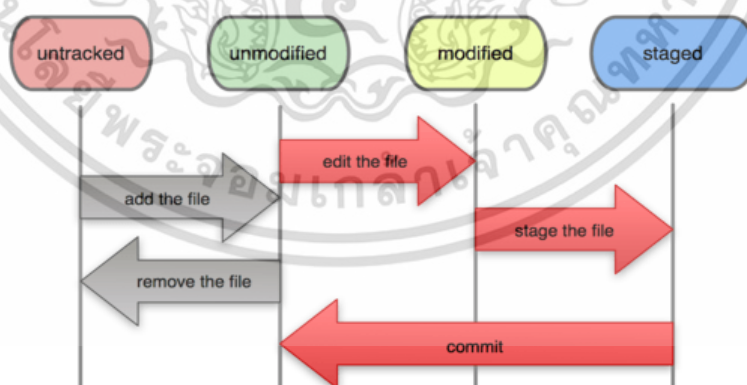 untracked
unmodified
modified
staged
edit the file
add the file
stage the file
remove the file
commit